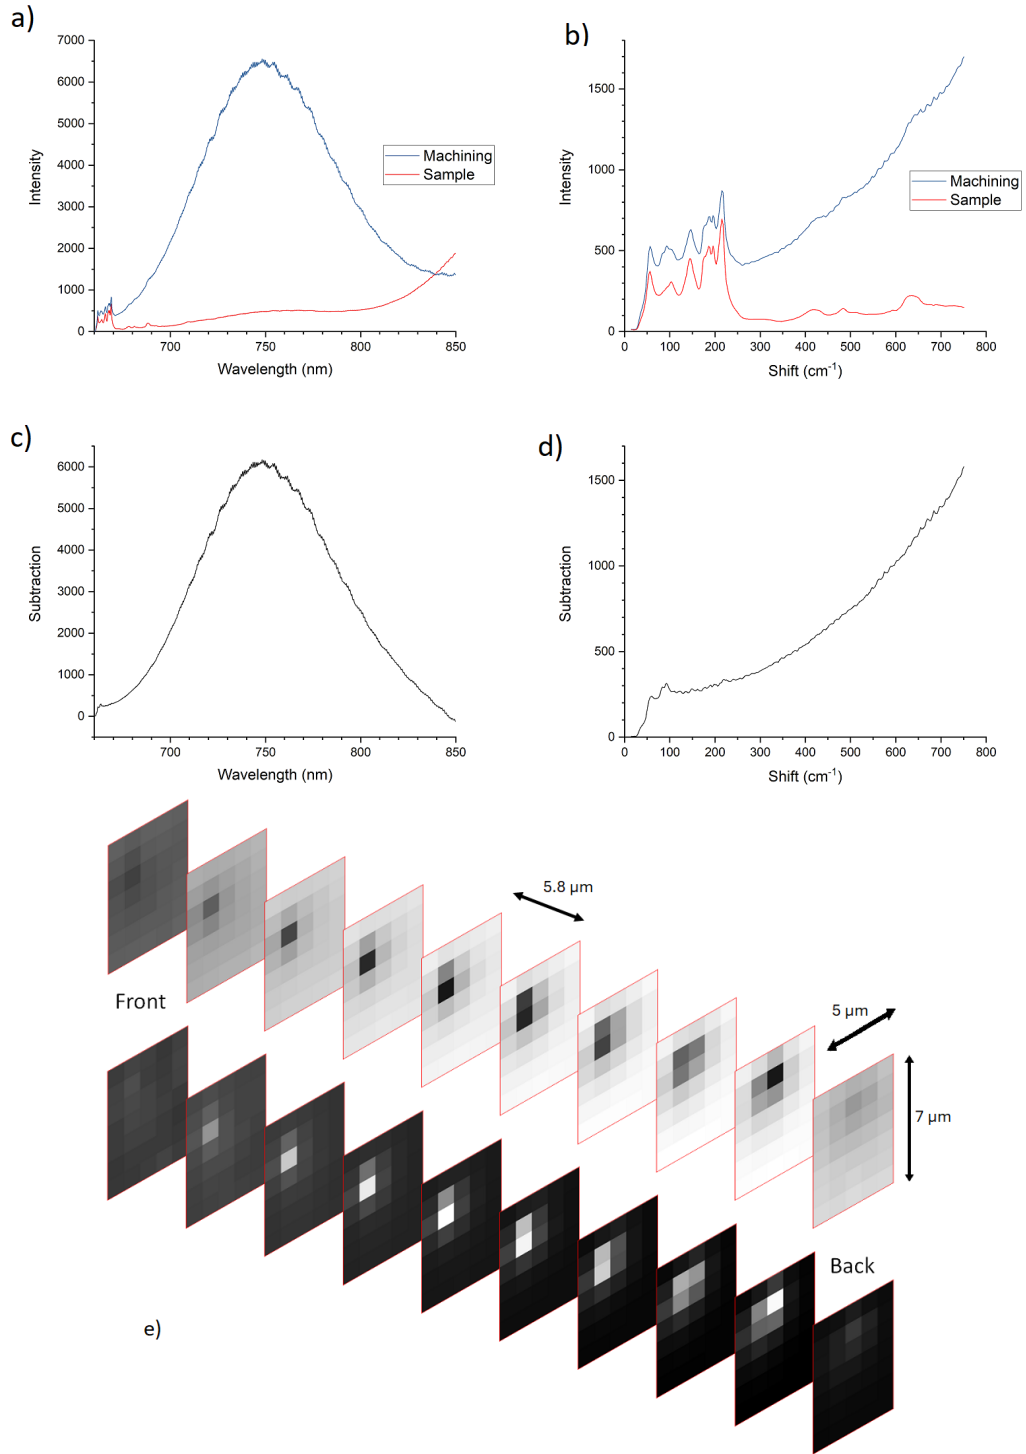 a)
7000
6000
5000
4000
3000
2000
1000
0
Intensity
Machining
Sample
700
750
800
850
Wavelength (nm)
b)
1500
1000
500
0
Intensity
Machining
Sample
0
100
200
300
400
500
600
700
800
Shift (cm⁻¹)
c)
6000
5000
4000
3000
2000
1000
0
Subtraction
700
750
800
850
Wavelength (nm)
d)
1500
1000
500
0
Subtraction
0
100
200
300
400
500
600
700
800
Shift (cm⁻¹)
5.8 µm
Front
5 µm
7 µm
Back
e)